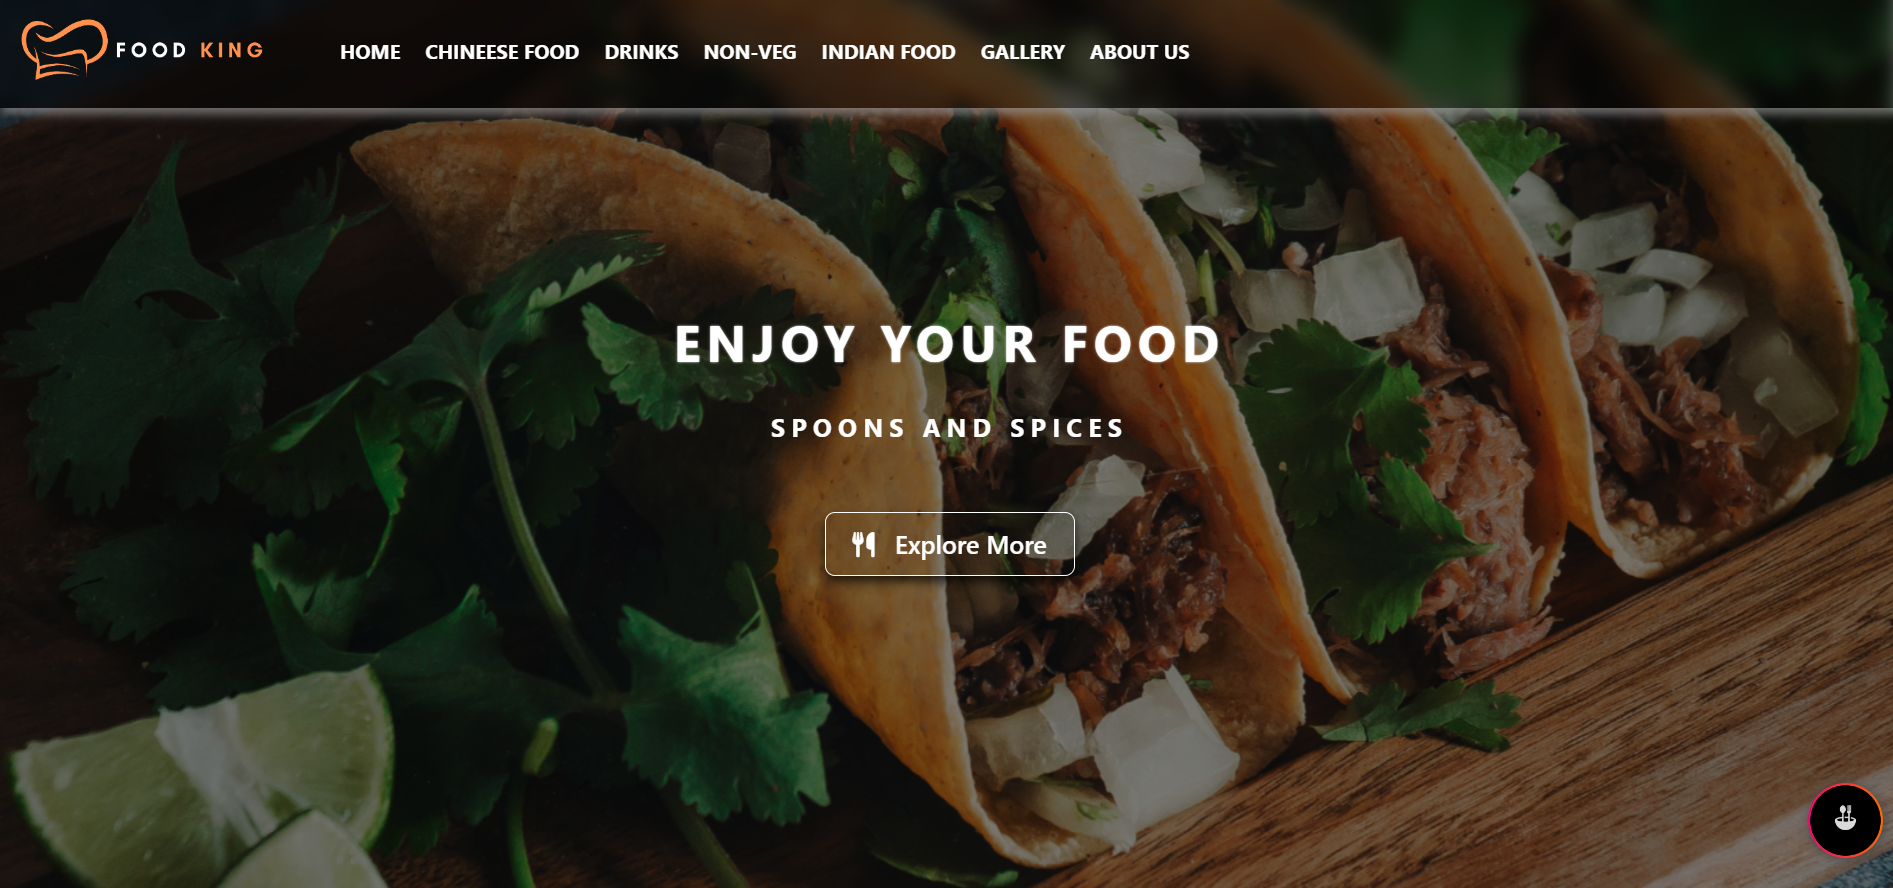 FOOD KING
HOME CHINEESE FOOD DRINKS NON-VEG INDIAN FOOD GALLERY ABOUT US
ENJOY YOUR FOOD
SPOONS AND SPICES
Explore More